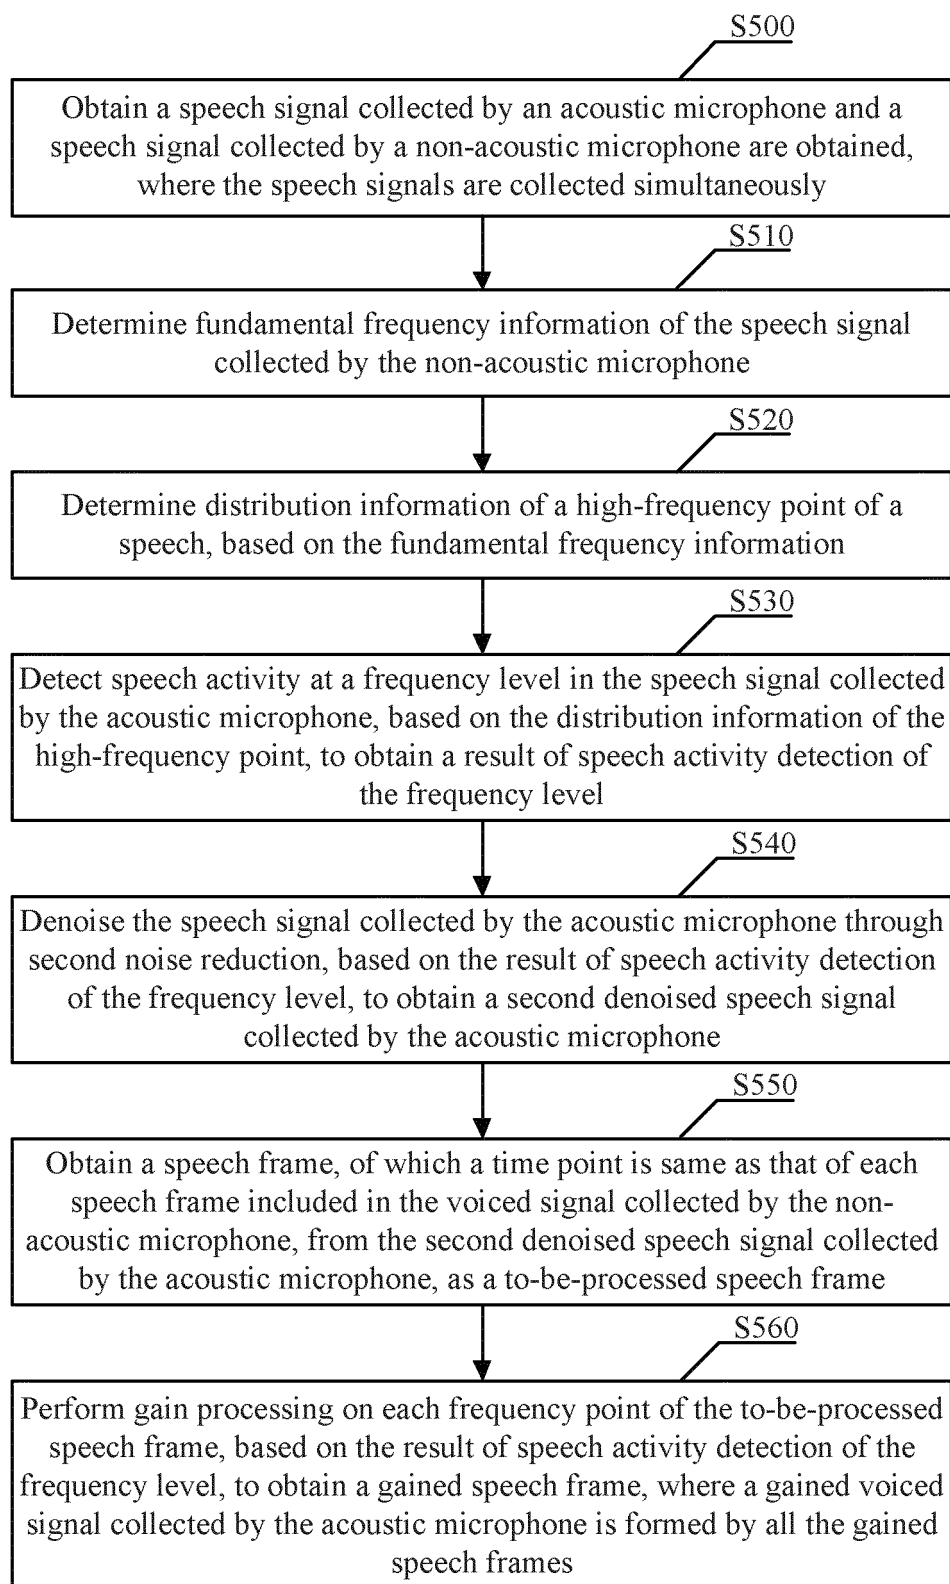 S500
Obtain a speech signal collected by an acoustic microphone and a
speech signal collected by a non-acoustic microphone are obtained,
where the speech signals are collected simultaneously
S510
Determine fundamental frequency information of the speech signal
collected by the non-acoustic microphone
S520
Determine distribution information of a high-frequency point of a
speech, based on the fundamental frequency information
S530
Detect speech activity at a frequency level in the speech signal collected
by the acoustic microphone, based on the distribution information of the
high-frequency point, to obtain a result of speech activity detection of
the frequency level
S540
Denoise the speech signal collected by the acoustic microphone through
second noise reduction, based on the result of speech activity detection
of the frequency level, to obtain a second denoised speech signal
collected by the acoustic microphone
S550
Obtain a speech frame, of which a time point is same as that of each
speech frame included in the voiced signal collected by the non-
acoustic microphone, from the second denoised speech signal collected
by the acoustic microphone, as a to-be-processed speech frame
S560
Perform gain processing on each frequency point of the to-be-processed
speech frame, based on the result of speech activity detection of the
frequency level, to obtain a gained speech frame, where a gained voiced
signal collected by the acoustic microphone is formed by all the gained
speech frames